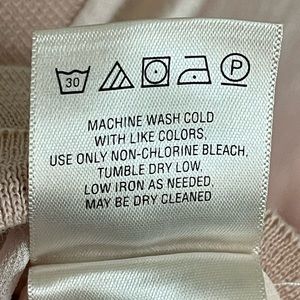 30 P
MACHINE WASH COLD
WITH LIKE COLORS,
USE ONLY NON-CHLORINE BLEACH,
TUMBLE DRY LOW,
LOW IRON AS NEEDED,
MAY BE DRY CLEANED